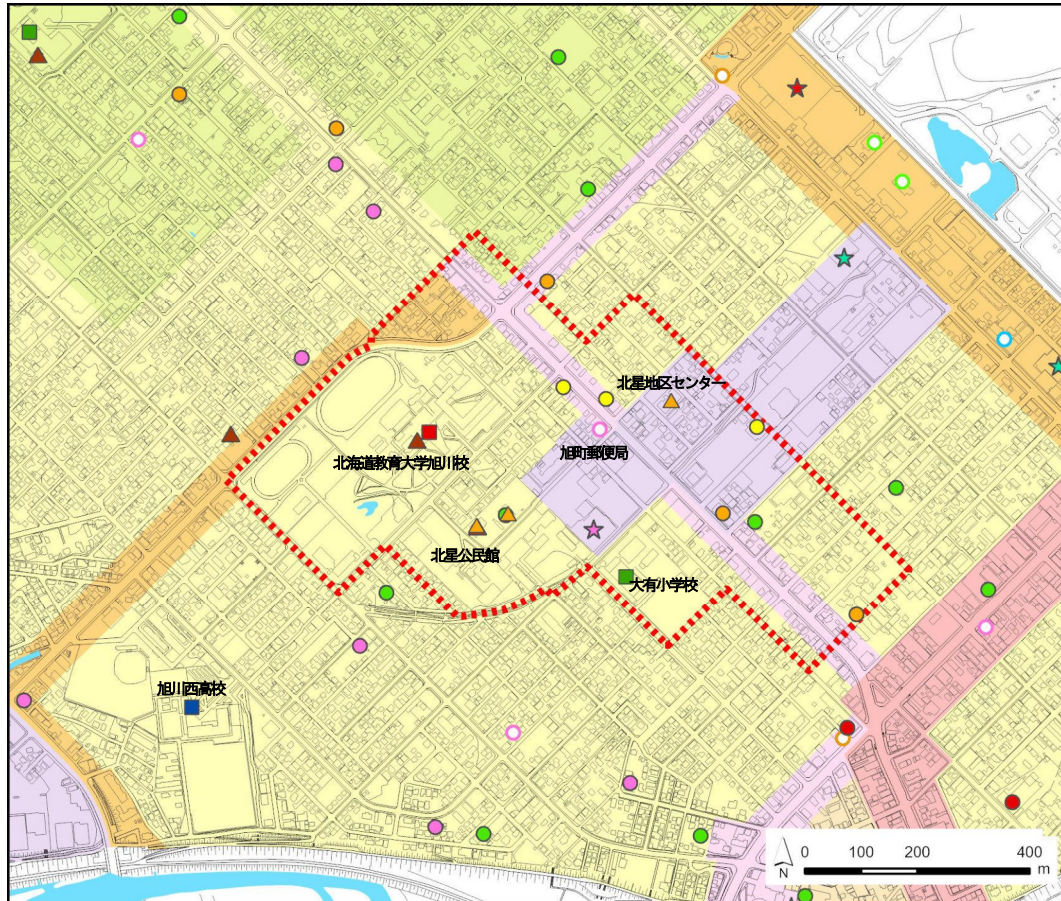 北星地区センター
旭町郵便局
北海道教育大学旭川校
北星公民館
大有小学校
旭川西高校
0 100 200 400
m
N